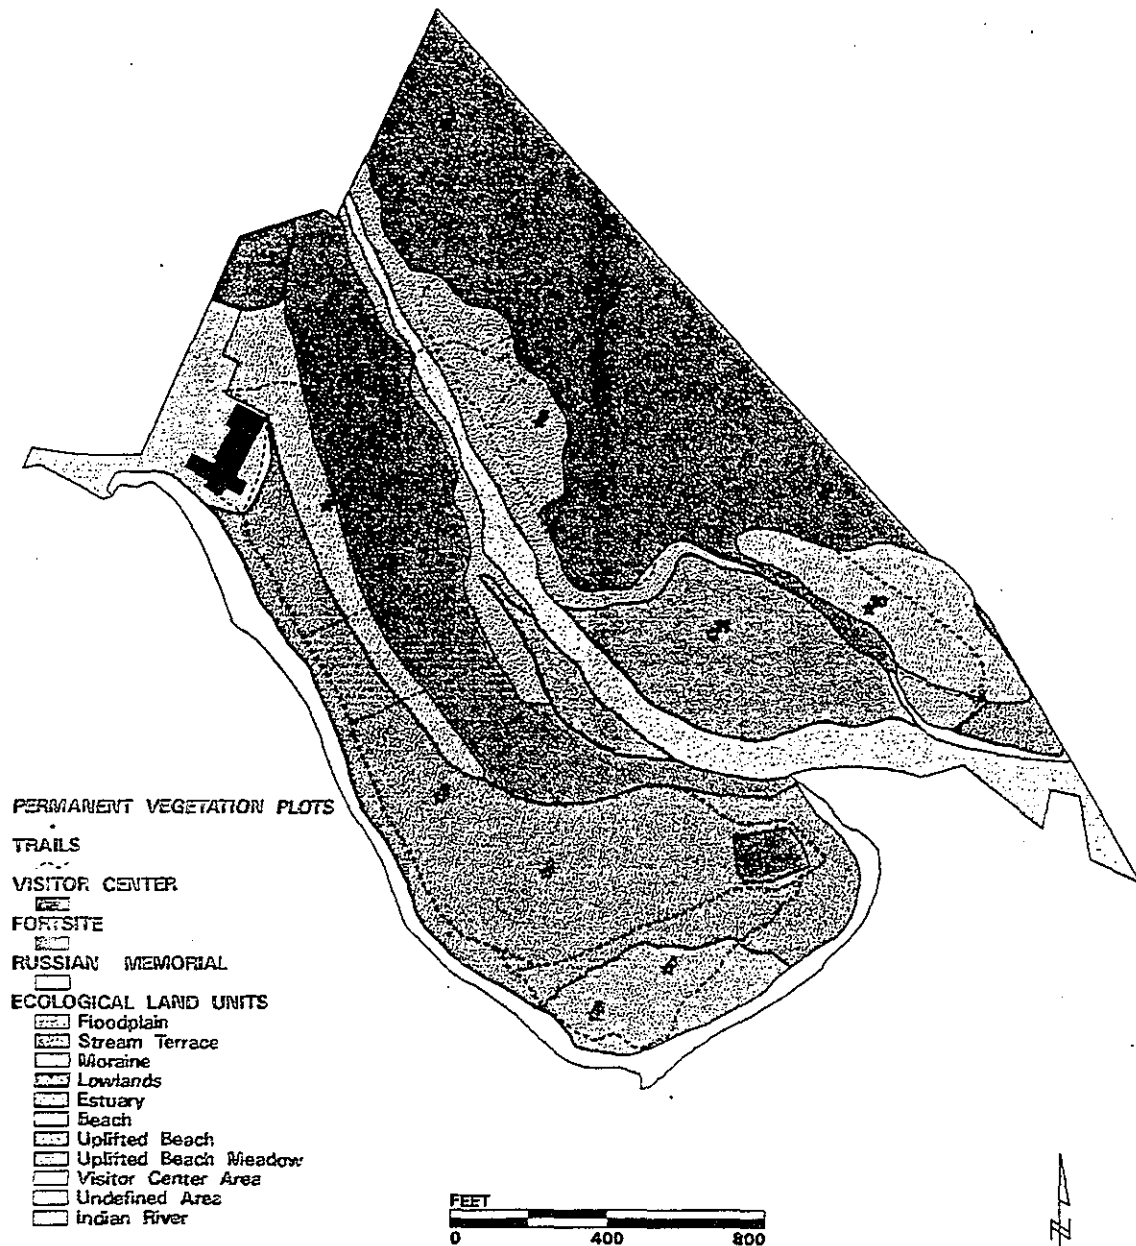 PERMANENT VEGETATION PLOTS
TRAILS
VISITOR CENTER
FORTSITE
RUSSIAN MEMORIAL
ECOLOGICAL LAND UNITS
Floodplain
Stream Terrace
Moraine
Lowlands
Estuary
Beach
Uplifted Beach
Uplifted Beach Meadow
Visitor Center Area
Undefined Area
Indian River
FEET
0 400 800
N